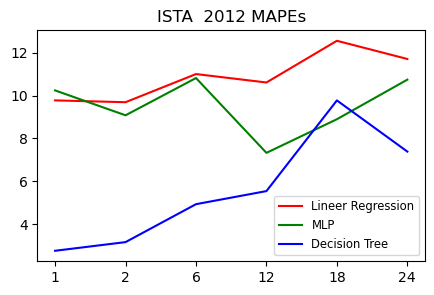 ISTA  2012 MAPEs
12
10
8
6
4
Lineer Regression
MLP
Decision Tree
1 2 6 12 18 24